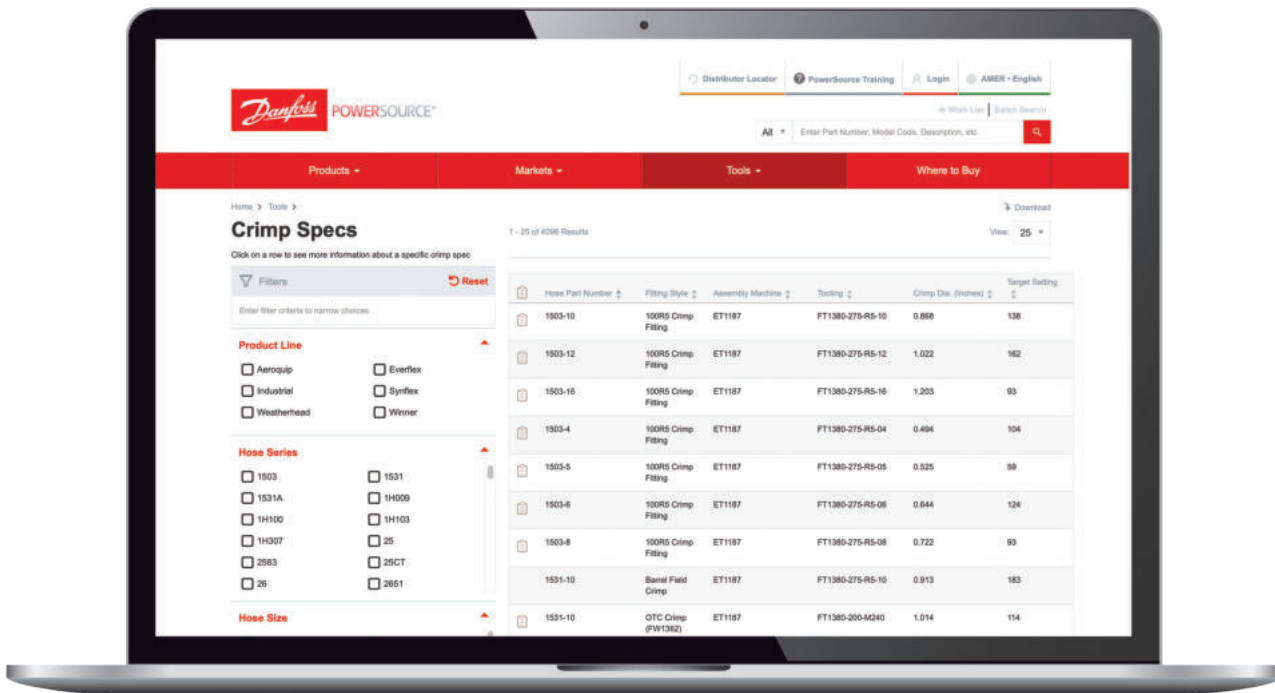 Distributor Locator
PowerSource Training
Login
AMER • English
Danfoss
POWERSOURCE®
Wish List
Batch Search
All
Enter Part Number, Model Code, Description, etc.
Products
Markets
Tools
Where to Buy
Home > Tools >
Download
Crimp Specs
1 - 25 of 4096 Results
View: 25
Click on a row to see more information about a specific crimp spec
Filters
Reset
Enter filter criteria to narrow choices
Product Line
Aeroquip Everflex
Industrial Synflex
Weatherhead Winner
Hose Series
1503 1531
1531A 1H009
1H100 1H103
1H307 25
2583 25CT
26 2651
Hose Size
Hose Part Number Fitting Style Assembly Machine Tooling Crimp Dia. (Inches) Target Setting
1503-10 100R5 Crimp Fitting ET1187 FT1380-275-R5-10 0.868 138
1503-12 100R5 Crimp Fitting ET1187 FT1380-275-R5-12 1.022 162
1503-16 100R5 Crimp Fitting ET1187 FT1380-275-R5-16 1.203 93
1503-4 100R5 Crimp Fitting ET1187 FT1380-275-R5-04 0.494 104
1503-5 100R5 Crimp Fitting ET1187 FT1380-275-R5-05 0.525 59
1503-6 100R5 Crimp Fitting ET1187 FT1380-275-R5-06 0.644 124
1503-8 100R5 Crimp Fitting ET1187 FT1380-275-R5-08 0.722 93
1531-10 Barrel Field Crimp ET1187 FT1380-275-R5-10 0.913 183
1531-10 OTC Crimp (FW1382) ET1187 FT1380-200-M240 1.014 114